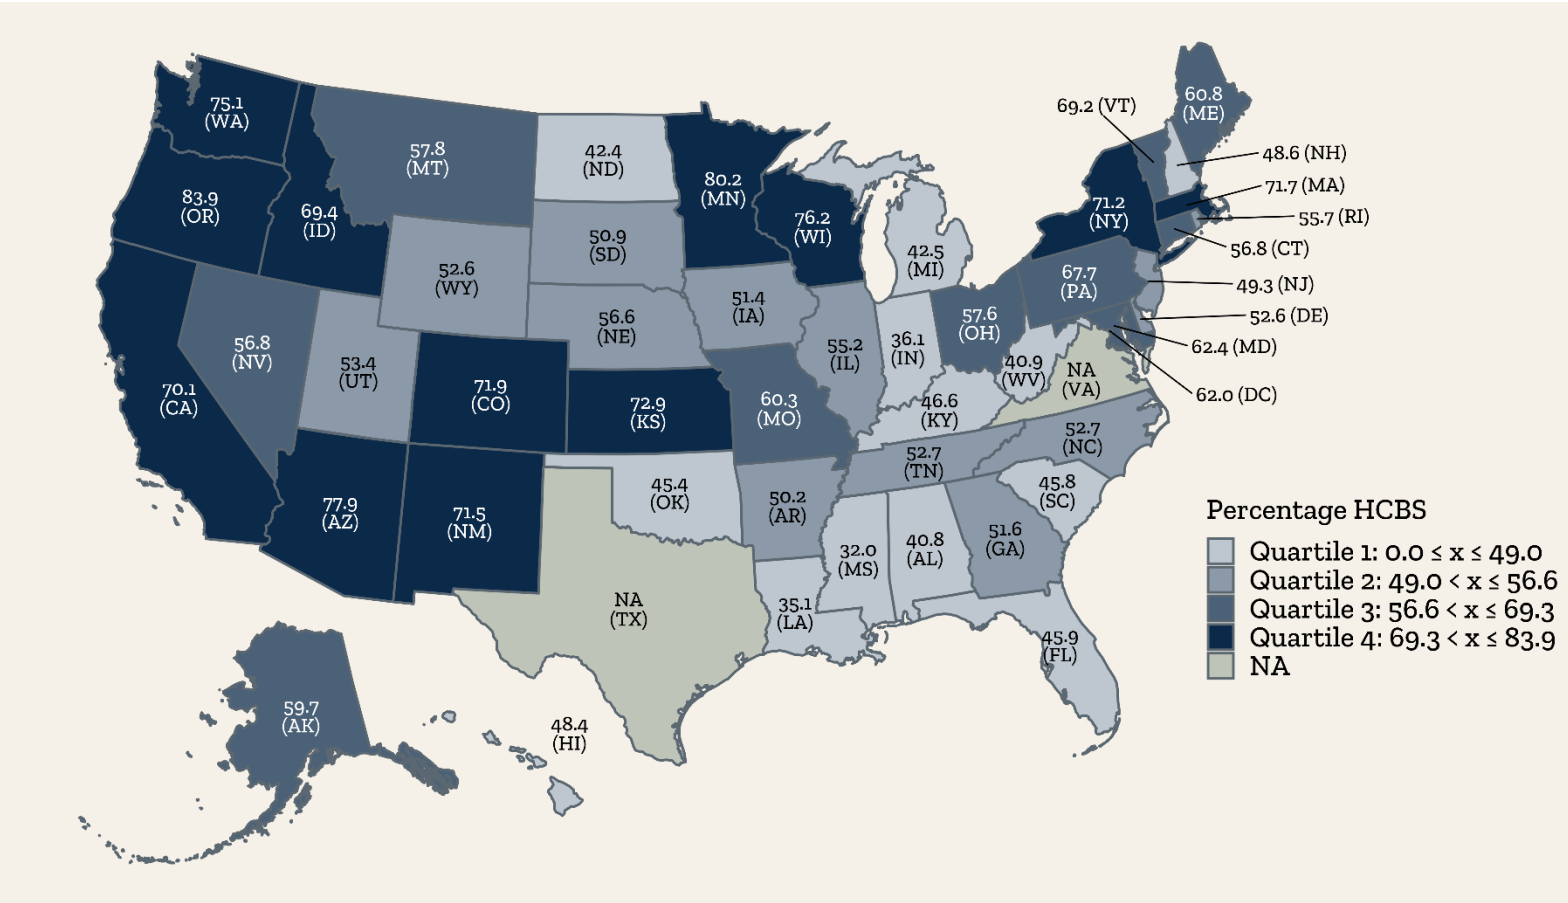 60.8
(ME)
69.2 (VT)
75.1
(WA)
57.8
(MT)
42.4
(ND)
48.6 (NH)
80.2
(MN)
71.7 (MA)
83.9
(OR)
69.4
(ID)
76.2
(WI)
71.2
(NY)
55.7 (RI)
50.9
(SD)
42.5
(MI)
56.8 (CT)
52.6
(WY)
67.7
(PA)
49.3 (NJ)
51.4
(IA)
56.6
(NE)
57.6
(OH)
52.6 (DE)
56.8
(NV)
53.4
(UT)
55.2
(IL)
36.1
(IN)
62.4 (MD)
40.9
(WV)
NA
(VA)
70.1
(CA)
71.9
(CO)
72.9
(KS)
60.3
(MO)
46.6
(KY)
62.0 (DC)
52.7
(NC)
52.7
(TN)
77.9
(AZ)
71.5
(NM)
45.4
(OK)
50.2
(AR)
45.8
(SC)
32.0
(MS)
40.8
(AL)
51.6
(GA)
NA
(TX)
35.1
(LA)
45.9
(FL)
59.7
(AK)
48.4
(HI)
Percentage HCBS
Quartile 1: 0.0 ≤ x ≤ 49.0
Quartile 2: 49.0 < x ≤ 56.6
Quartile 3: 56.6 < x ≤ 69.3
Quartile 4: 69.3 < x ≤ 83.9
NA